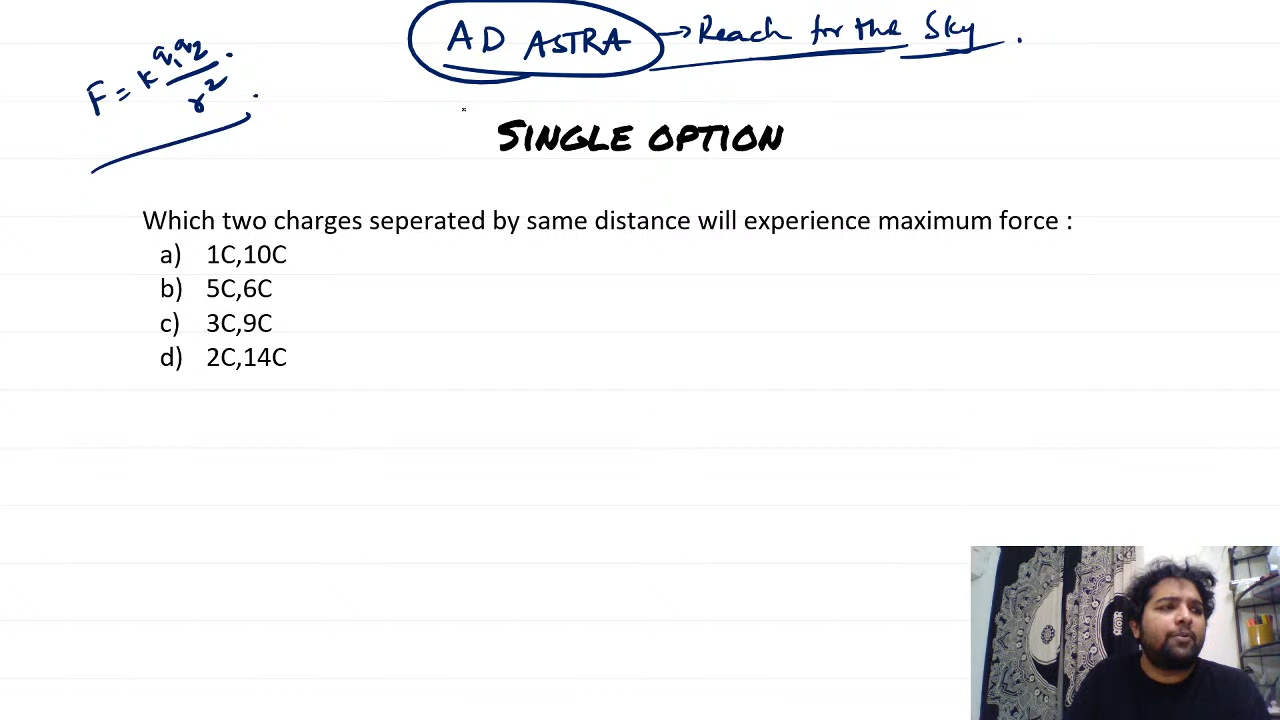 AD ASTRA → Reach for the Sky.
F = k q1q2 / r2
SINGLE OPTION
Which two charges seperated by same distance will experience maximum force :
a) 1C,10C
b) 5C,6C
c) 3C,9C
d) 2C,14C